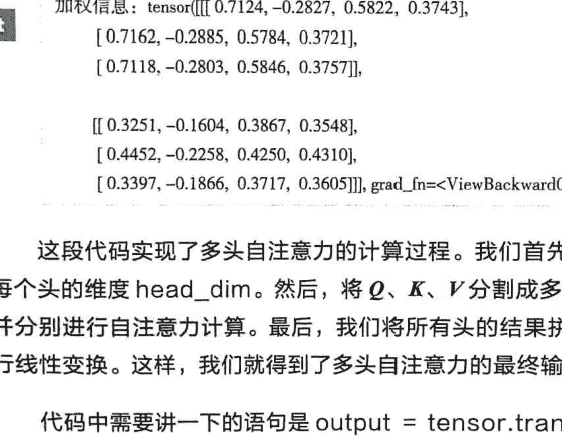 加权信息：tensor([[[ 0.7124, -0.2827, 0.5822, 0.3743],
[ 0.7162, -0.2885, 0.5784, 0.3721],
[ 0.7118, -0.2803, 0.5846, 0.3757]],
[[ 0.3251, -0.1604, 0.3867, 0.3548],
[ 0.4452, -0.2258, 0.4250, 0.4310],
[ 0.3397, -0.1866, 0.3717, 0.3605]]], grad_fn=<ViewBackward0
这段代码实现了多头自注意力的计算过程。我们首先
每个头的维度 head_dim。然后，将 Q、K、V 分割成多
并分别进行自注意力计算。最后，我们将所有头的结果拼
行线性变换。这样，我们就得到了多头自注意力的最终输
代码中需要讲一下的语句是 output = tensor.tran